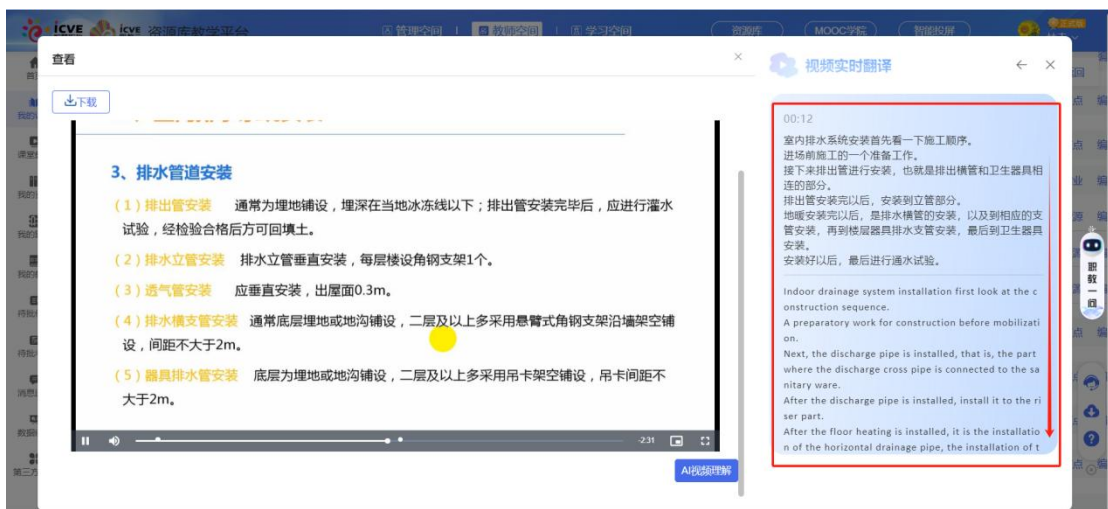 icve icve 资源库教学平台 管理空间 教师空间 学习空间 资源库 MOOC学院 智能投屏
查看
下载
3、排水管道安装
（1）排出管安装 通常为埋地铺设，埋深在当地冰冻线以下；排出管安装完毕后，应进行灌水
试验，经检验合格后方可回填土。
（2）排水立管安装 排水立管垂直安装，每层楼设角钢支架1个。
（3）透气管安装 应垂直安装，出屋面0.3m。
（4）排水横支管安装 通常底层埋地或地沟铺设，二层及以上多采用悬臂式角钢支架沿墙架空铺
设，间距不大于2m。
（5）器具排水管安装 底层为埋地或地沟铺设，二层及以上多采用吊卡架空铺设，吊卡间距不
大于2m。
-2:31
AI视频理解
视频实时翻译
00:12
室内排水系统安装首先看一下施工顺序。
进场前施工的一个准备工作。
接下来排出管进行安装，也就是排出横管和卫生器具相
连的部分。
排出管安装完以后，安装到立管部分。
地暖安装完以后，是排水横管的安装，以及到相应的支
管安装，再到楼层器具排水支管安装，最后到卫生器具
安装。
安装好以后，最后进行通水试验。
Indoor drainage system installation first look at the c
onstruction sequence.
A preparatory work for construction before mobilizati
on.
Next, the discharge pipe is installed, that is, the part
where the discharge cross pipe is connected to the sa
nitary ware.
After the discharge pipe is installed, install it to the ri
ser part.
After the floor heating is installed, it is the installatio
n of the horizontal drainage pipe, the installation of t
职教一问